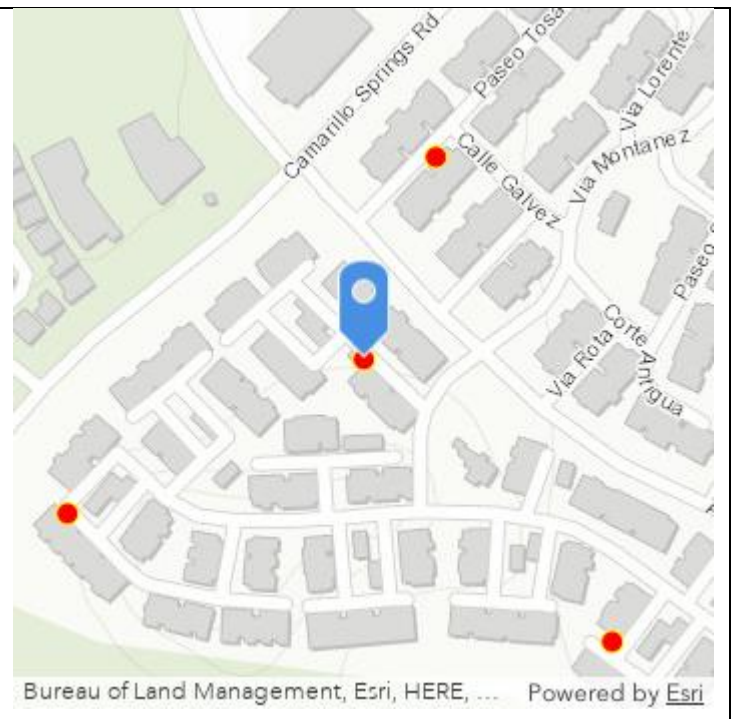 Camarillo Springs Rd
Paseo Tosa
Via Lorente
Calle Galvez
Via Montanez
Paseo
Corte Antigua
Via Rota
Bureau of Land Management, Esri, HERE, ...
Powered by Esri